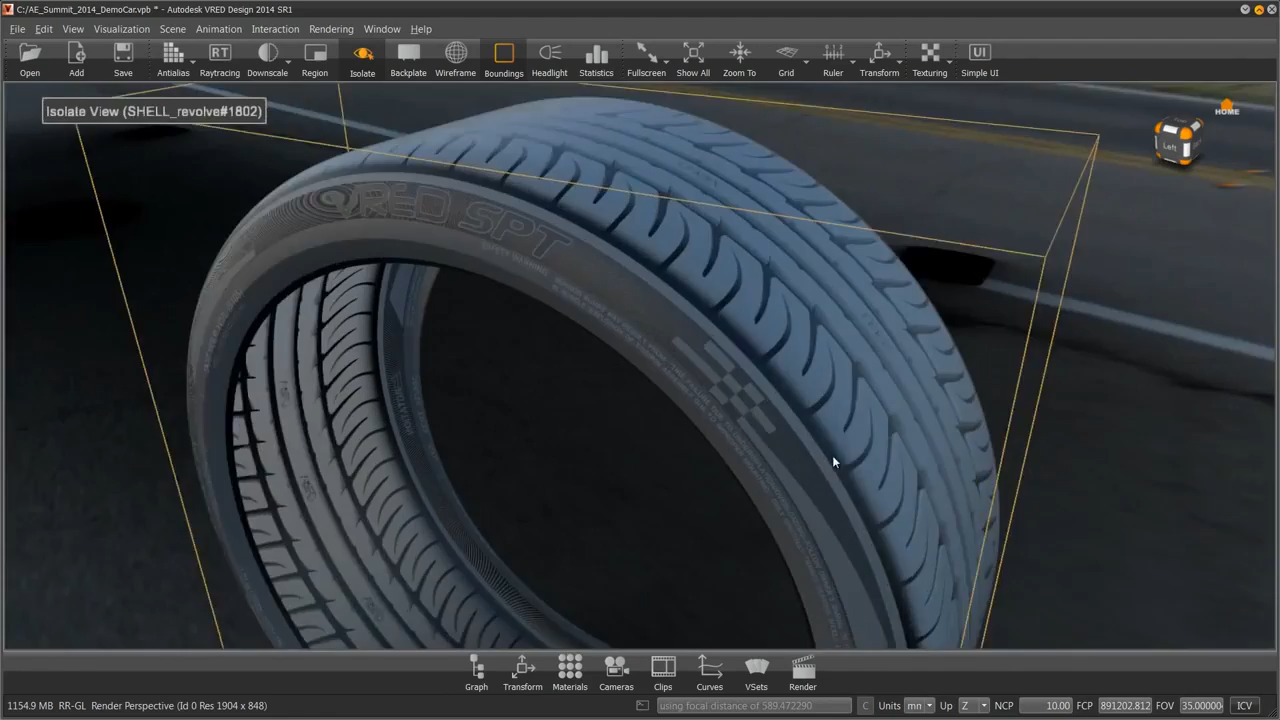 C:/AE_Summit_2014_DemoCar.vpb * - Autodesk VRED Design 2014 SR1
File Edit View Visualization Scene Animation Interaction Rendering Window Help
Open Add Save Antialias Raytracing Downscale Region Isolate Backplate Wireframe Boundings Headlight Statistics Fullscreen Show All Zoom To Grid Ruler Transform Texturing Simple UI
RT
UI
Isolate View (SHELL_revolve#1802)
HOME
Left
VRED SPT
SAFETY WARNING
ROTATION
Graph Transform Materials Cameras Clips Curves VSets Render
1154.9 MB RR-GL Render Perspective (Id 0 Res 1904 x 848) using focal distance of 589.472290 C Units mn Up Z NCP 10.00 FCP 891202.812 FOV 35.00000 ICV